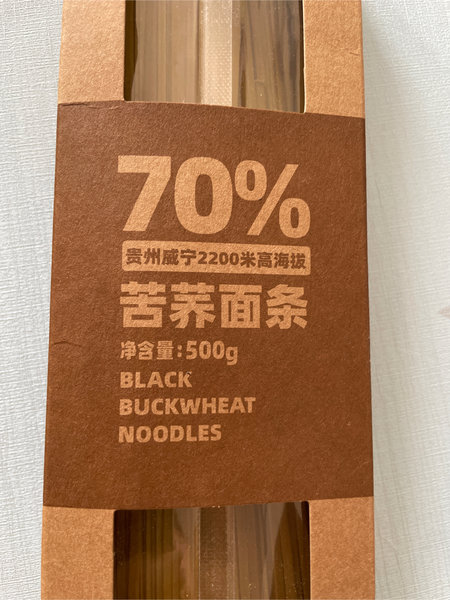 70%
贵州威宁2200米高海拔
苦荞面条
净含量:500g
BLACK
BUCKWHEAT
NOODLES